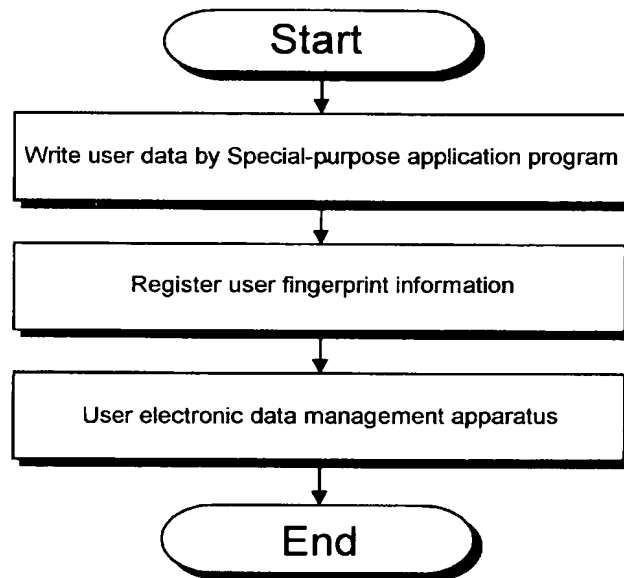 Start
Write user data by Special-purpose application program
Register user fingerprint information
User electronic data management apparatus
End